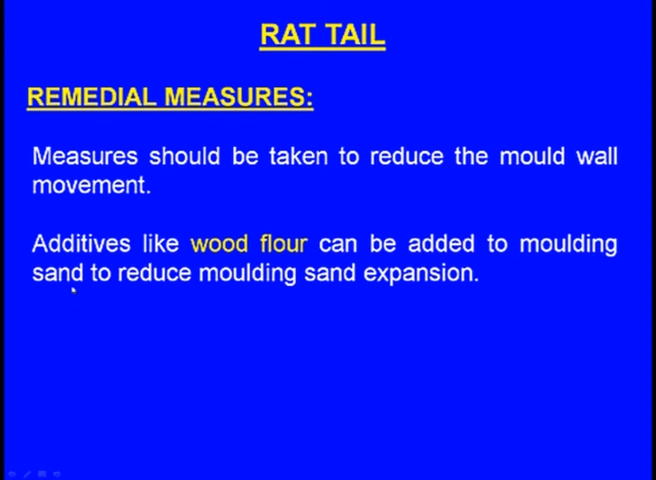 RAT TAIL
REMEDIAL MEASURES:
Measures should be taken to reduce the mould wall
movement.
Additives like wood flour can be added to moulding
sand to reduce moulding sand expansion.